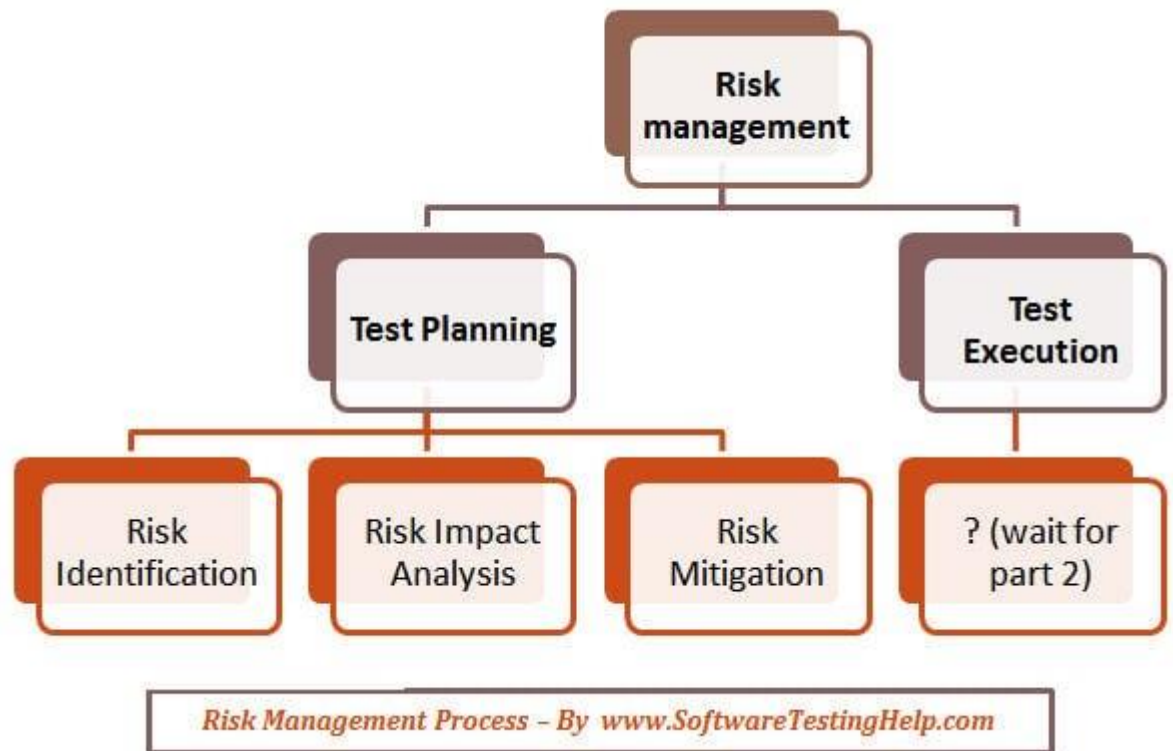 Risk
management
Test Planning
Test
Execution
Risk
Identification
Risk Impact
Analysis
Risk
Mitigation
? (wait for
part 2)
Risk Management Process – By www.SoftwareTestingHelp.com